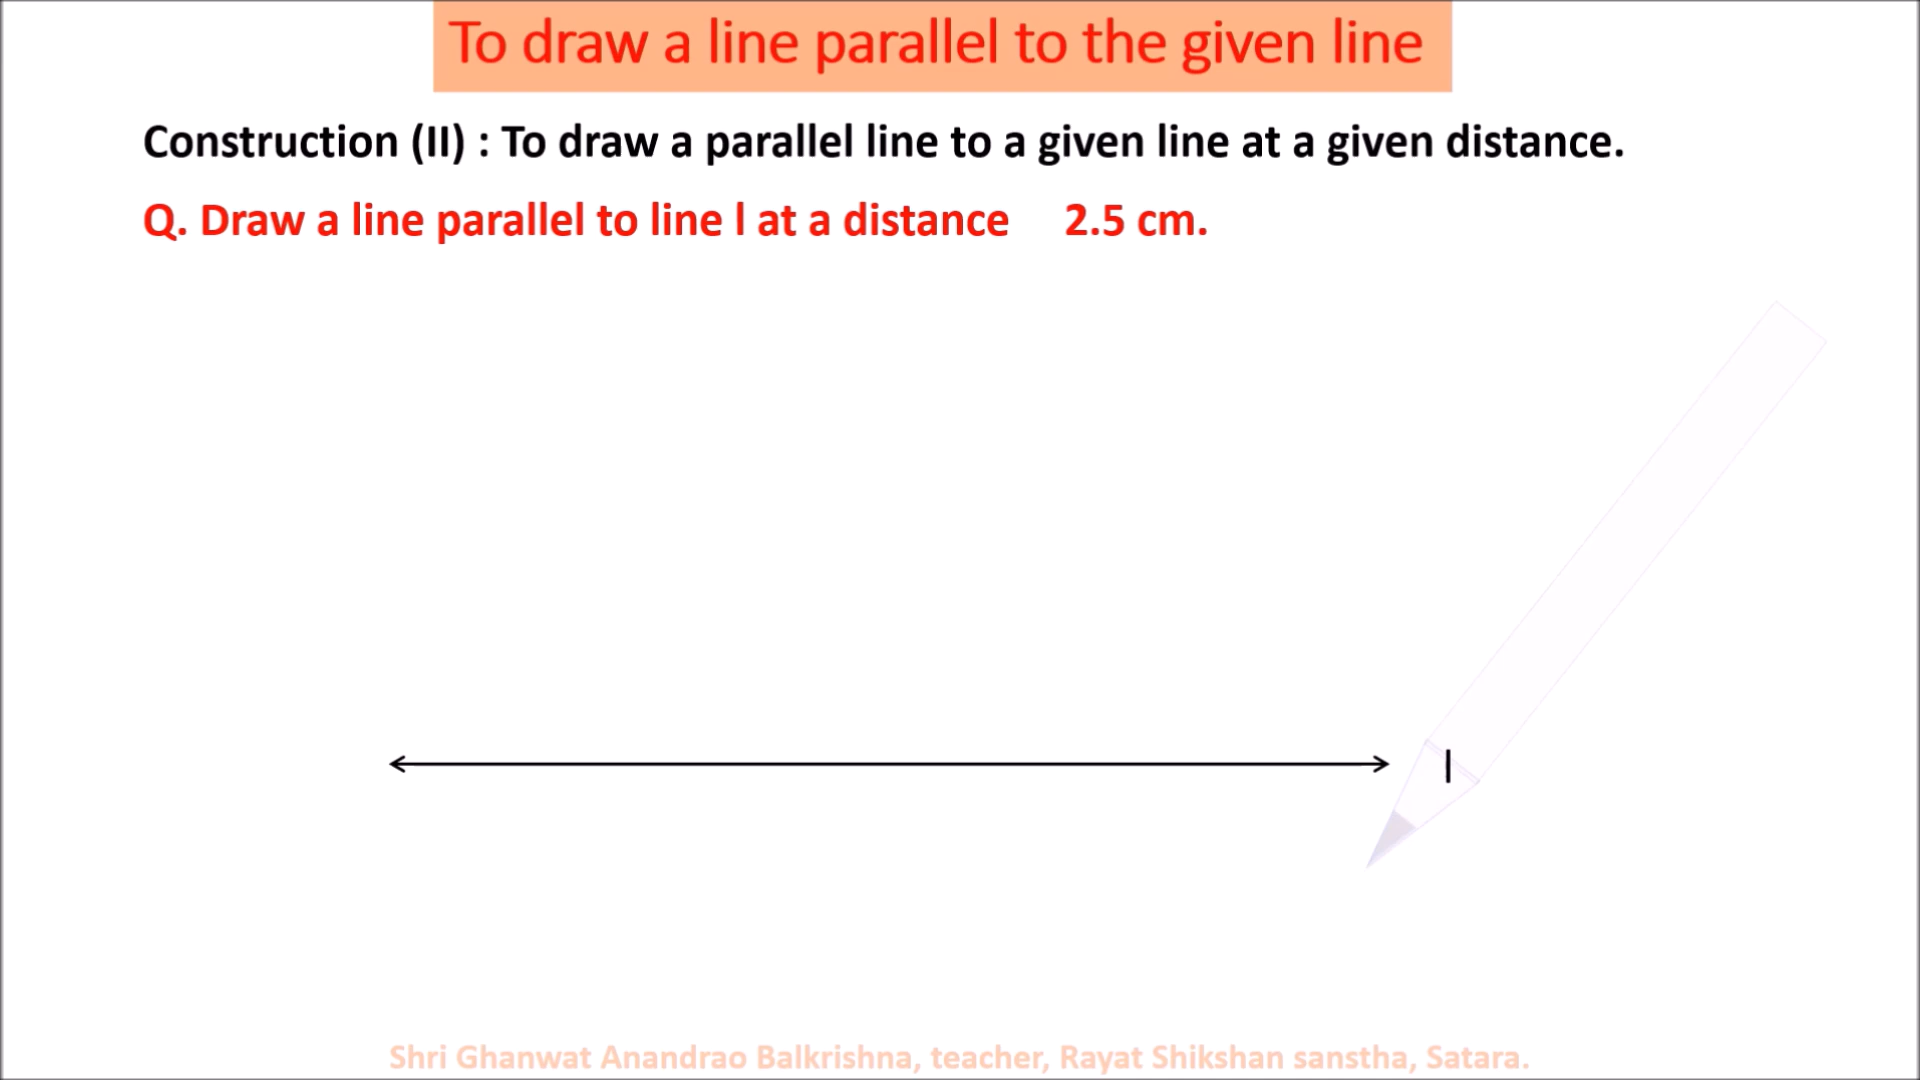 To draw a line parallel to the given line
Construction (II) : To draw a parallel line to a given line at a given distance.
Q. Draw a line parallel to line l at a distance 2.5 cm.
l
Shri Ghanwat Anandrao Balkrishna, teacher, Rayat Shikshan sanstha, Satara.